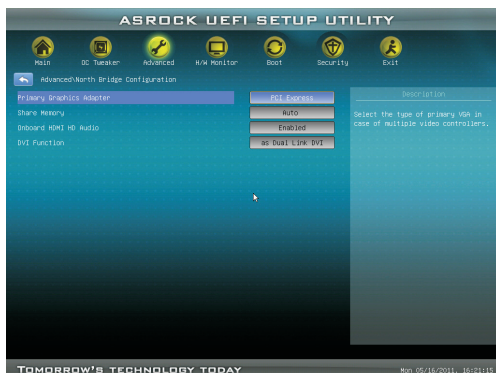 ASROCK UEFI SETUP UTILITY
Main OC Tweaker Advanced H/W Monitor Boot Security Exit
Advanced\North Bridge Configuration
Description
Primary Graphics Adapter PCI Express
Select the type of primary VGA in
case of multiple video controllers.
Share Memory Auto
Onboard HDMI HD Audio Enabled
DVI Function as Dual Link DVI
TOMORROW'S TECHNOLOGY TODAY
Mon 05/16/2011, 16:21:15